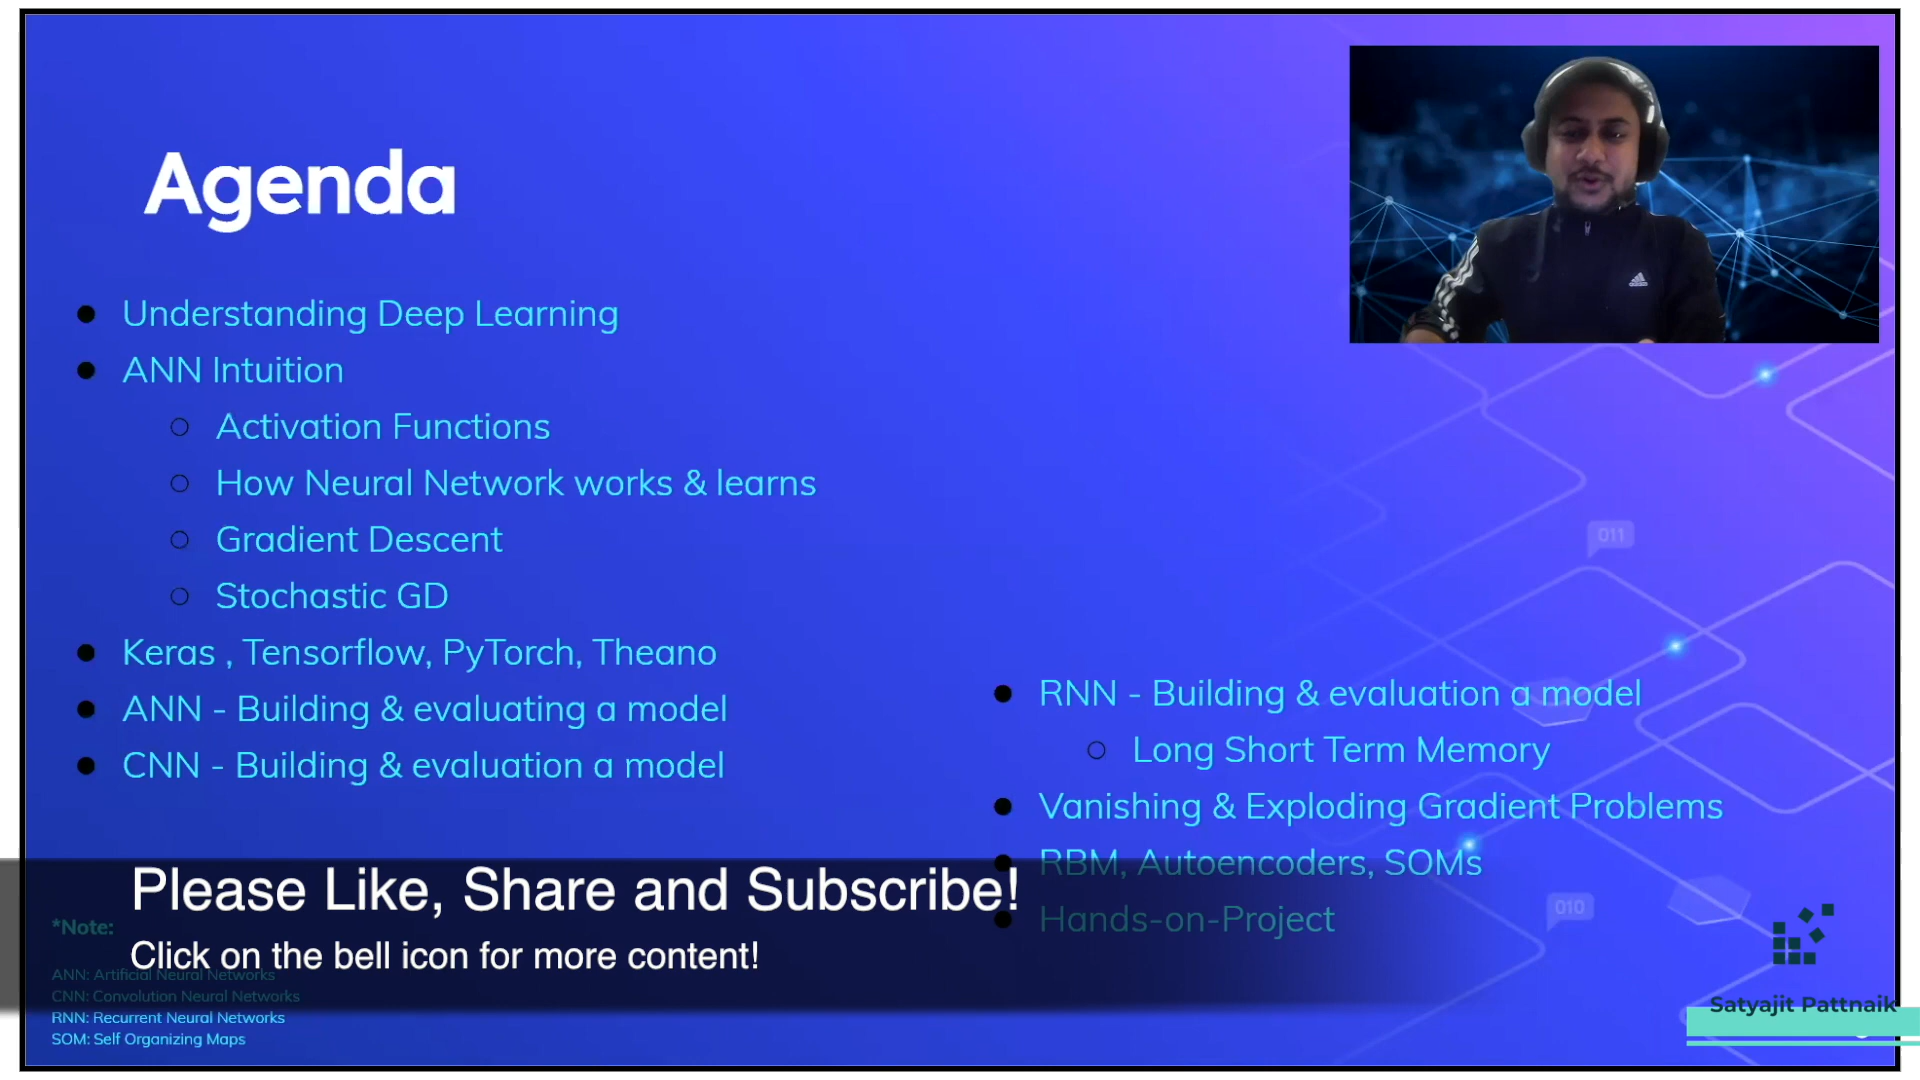 Agenda
Understanding Deep Learning
ANN Intuition
Activation Functions
How Neural Network works & learns
Gradient Descent
Stochastic GD
Keras , Tensorflow, PyTorch, Theano
ANN - Building & evaluating a model
CNN - Building & evaluation a model
RNN - Building & evaluation a model
Long Short Term Memory
Vanishing & Exploding Gradient Problems
RBM, Autoencoders, SOMs
Hands-on-Project
Please Like, Share and Subscribe!
Click on the bell icon for more content!
*Note:
ANN: Artificial Neural Networks
CNN: Convolution Neural Networks
RNN: Recurrent Neural Networks
SOM: Self Organizing Maps
011
010
adidas
Satyajit Pattnaik